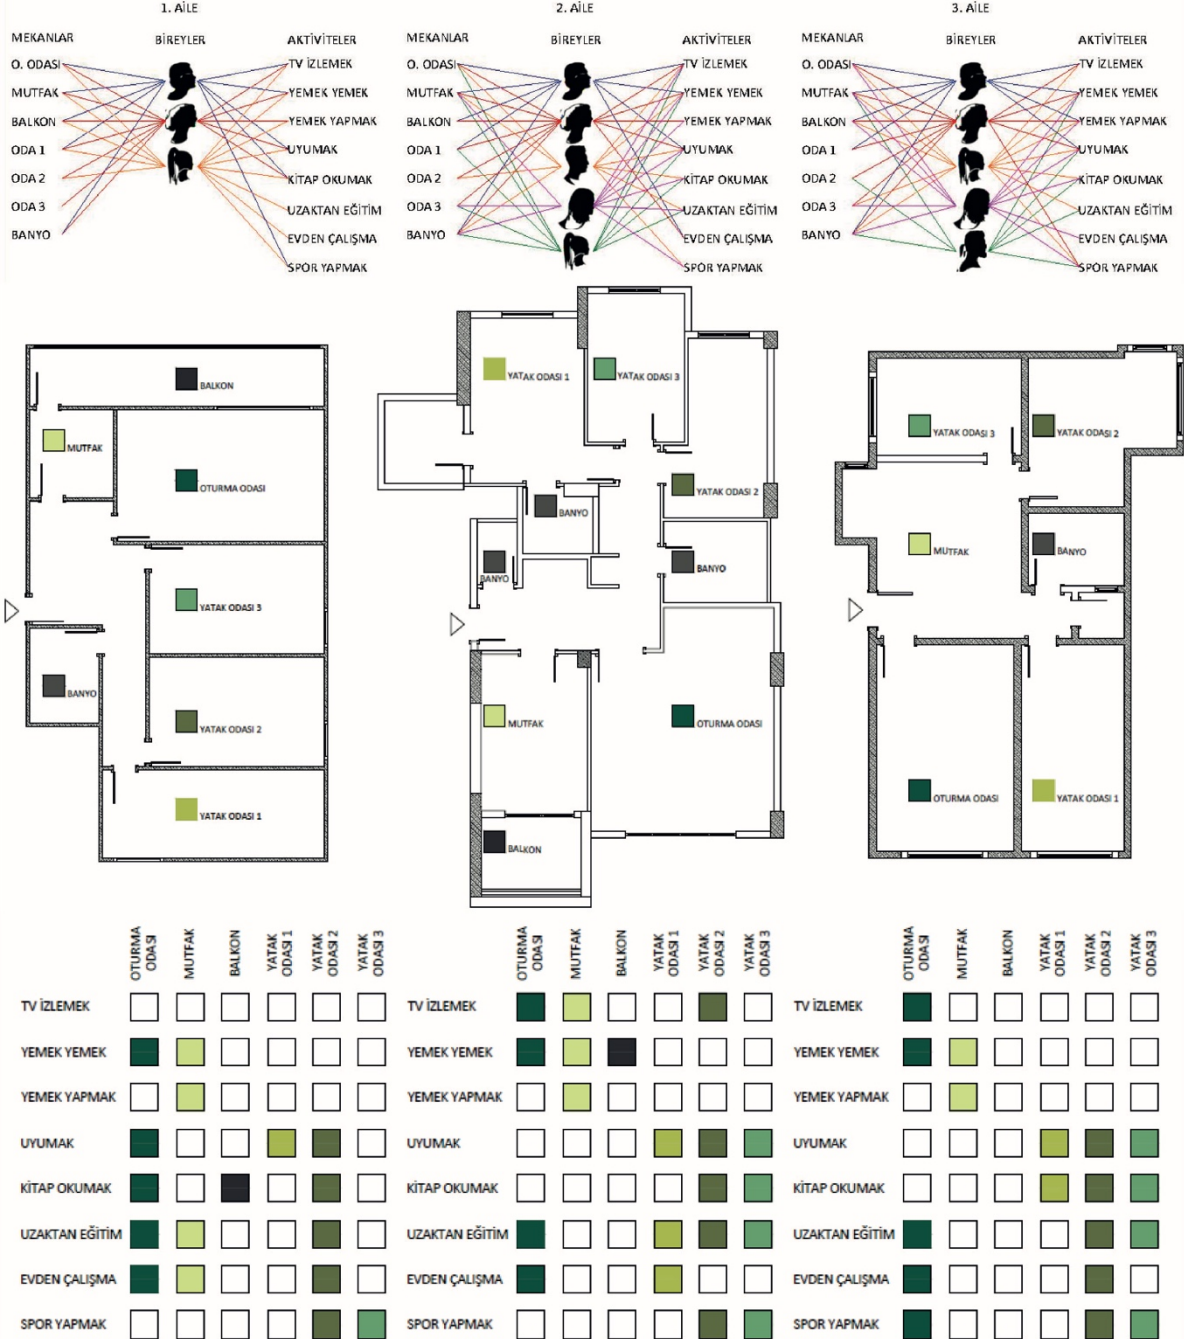 1. AİLE
2. AİLE
3. AİLE
MEKANLAR BİREYLER AKTİVİTELER
MEKANLAR BİREYLER AKTİVİTELER
MEKANLAR BİREYLER AKTİVİTELER
O. ODASI TV İZLEMEK
MUTFAK YEMEK YEMEK
BALKON YEMEK YAPMAK
ODA 1 UYUMAK
ODA 2 KİTAP OKUMAK
ODA 3 UZAKTAN EĞİTİM
BANYO EVDEN ÇALIŞMA
SPOR YAPMAK
O. ODASI TV İZLEMEK
MUTFAK YEMEK YEMEK
BALKON YEMEK YAPMAK
ODA 1 UYUMAK
ODA 2 KİTAP OKUMAK
ODA 3 UZAKTAN EĞİTİM
BANYO EVDEN ÇALIŞMA
SPOR YAPMAK
O. ODASI TV İZLEMEK
MUTFAK YEMEK YEMEK
BALKON YEMEK YAPMAK
ODA 1 UYUMAK
ODA 2 KİTAP OKUMAK
ODA 3 UZAKTAN EĞİTİM
BANYO EVDEN ÇALIŞMA
SPOR YAPMAK
BALKON
MUTFAK
OTURMA ODASI
YATAK ODASI 3
BANYO
YATAK ODASI 2
YATAK ODASI 1
YATAK ODASI 1
YATAK ODASI 3
YATAK ODASI 2
BANYO
BANYO
BANYO
MUTFAK
OTURMA ODASI
BALKON
YATAK ODASI 3
YATAK ODASI 2
MUTFAK
BANYO
OTURMA ODASI
YATAK ODASI 1
OTURMA
ODASI
MUTFAK
BALKON
YATAK
ODASI 1
YATAK
ODASI 2
YATAK
ODASI 3
TV İZLEMEK
YEMEK YEMEK
YEMEK YAPMAK
UYUMAK
KİTAP OKUMAK
UZAKTAN EĞİTİM
EVDEN ÇALIŞMA
SPOR YAPMAK
OTURMA
ODASI
MUTFAK
BALKON
YATAK
ODASI 1
YATAK
ODASI 2
YATAK
ODASI 3
TV İZLEMEK
YEMEK YEMEK
YEMEK YAPMAK
UYUMAK
KİTAP OKUMAK
UZAKTAN EĞİTİM
EVDEN ÇALIŞMA
SPOR YAPMAK
OTURMA
ODASI
MUTFAK
BALKON
YATAK
ODASI 1
YATAK
ODASI 2
YATAK
ODASI 3
TV İZLEMEK
YEMEK YEMEK
YEMEK YAPMAK
UYUMAK
KİTAP OKUMAK
UZAKTAN EĞİTİM
EVDEN ÇALIŞMA
SPOR YAPMAK